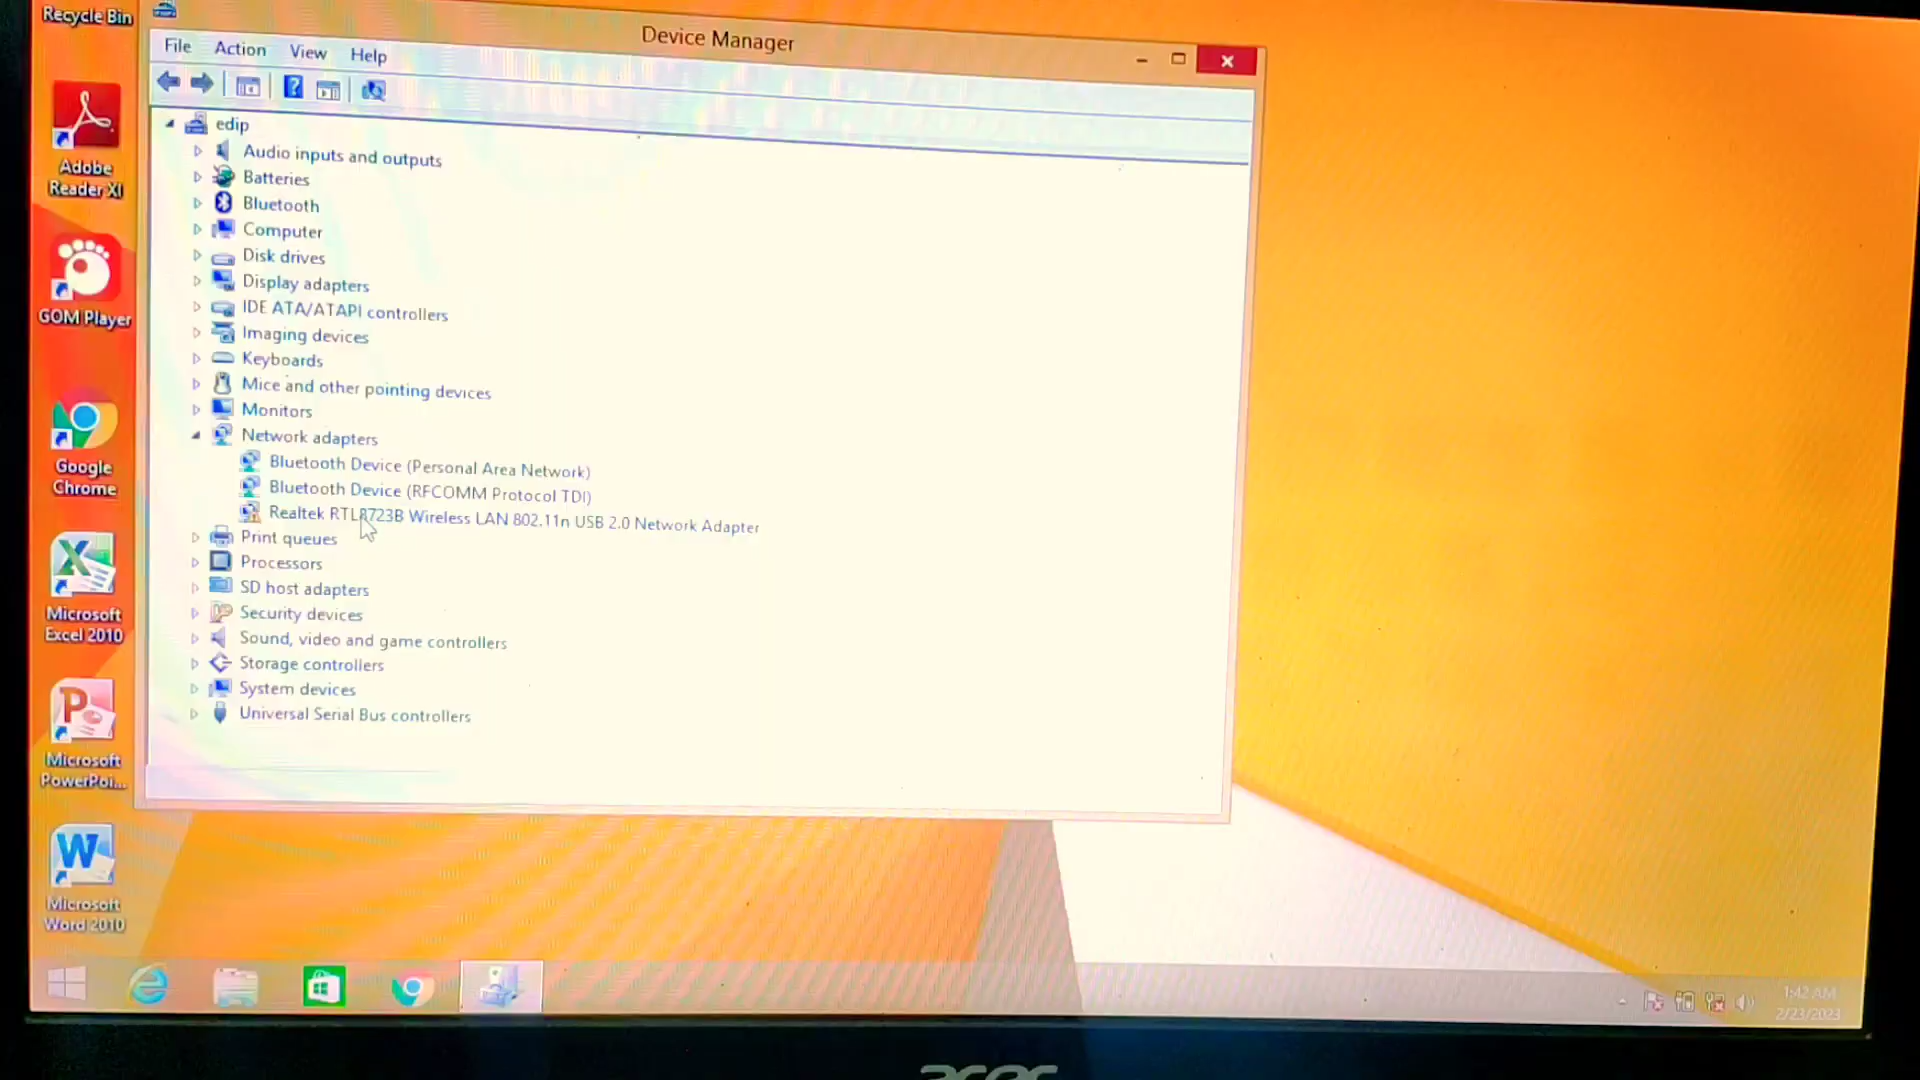 Recycle Bin
Device Manager
File Action View Help
edip
Audio inputs and outputs
Batteries
Bluetooth
Computer
Disk drives
Display adapters
IDE ATA/ATAPI controllers
Imaging devices
Keyboards
Mice and other pointing devices
Monitors
Network adapters
Bluetooth Device (Personal Area Network)
Bluetooth Device (RFCOMM Protocol TDI)
Realtek RTL8723B Wireless LAN 802.11n USB 2.0 Network Adapter
Print queues
Processors
SD host adapters
Security devices
Sound, video and game controllers
Storage controllers
System devices
Universal Serial Bus controllers
Adobe
Reader XI
GOM Player
Google
Chrome
Microsoft
Excel 2010
Microsoft
PowerPoi...
Microsoft
Word 2010
1:42 AM
2/23/2023
acer